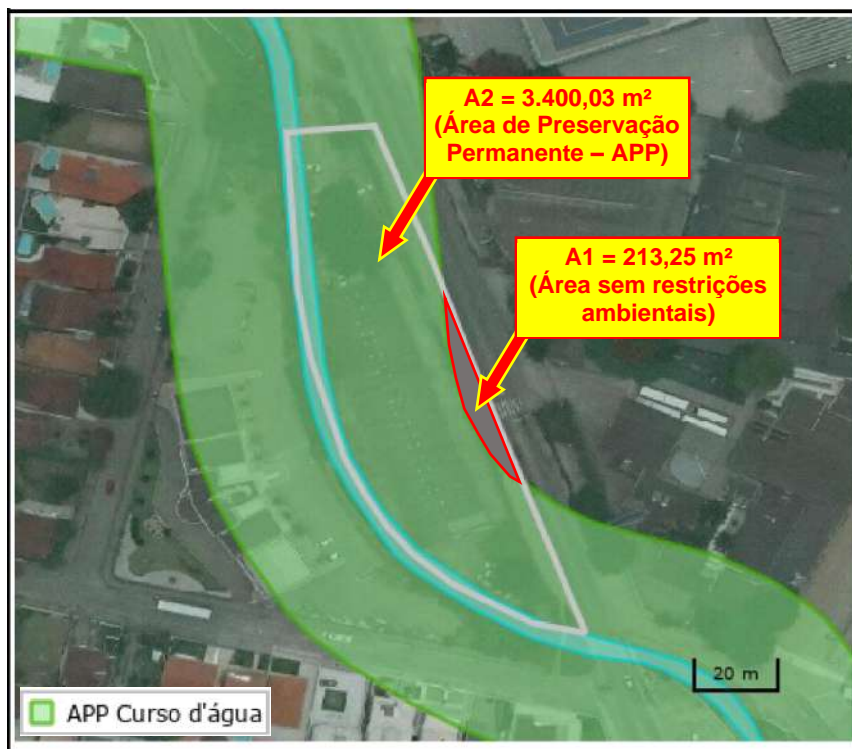 A2 = 3.400,03 m²
(Área de Preservação
Permanente – APP)
A1 = 213,25 m²
(Área sem restrições
ambientais)
20 m
APP Curso d'água